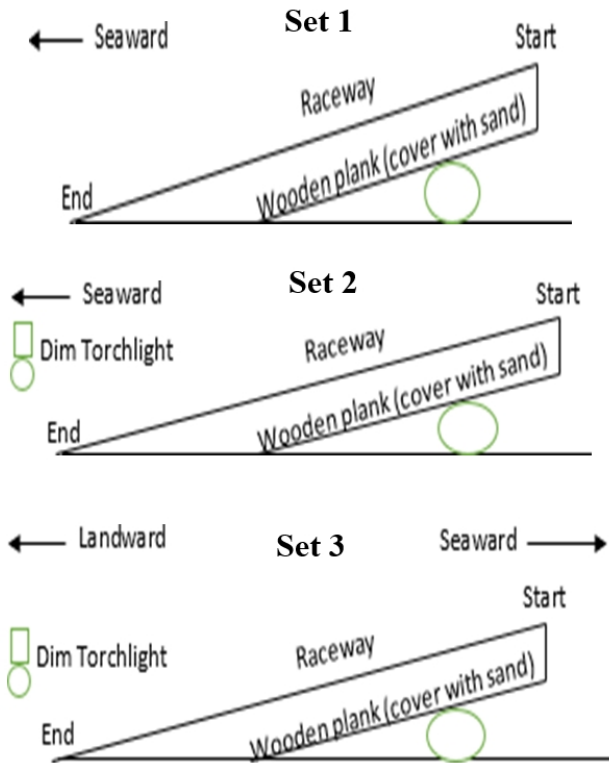 Set 1
Seaward
Start
Raceway
Wooden plank (cover with sand)
End
Set 2
Seaward
Start
Dim Torchlight
Raceway
Wooden plank (cover with sand)
End
Set 3
Landward
Seaward
Start
Dim Torchlight
Raceway
Wooden plank (cover with sand)
End